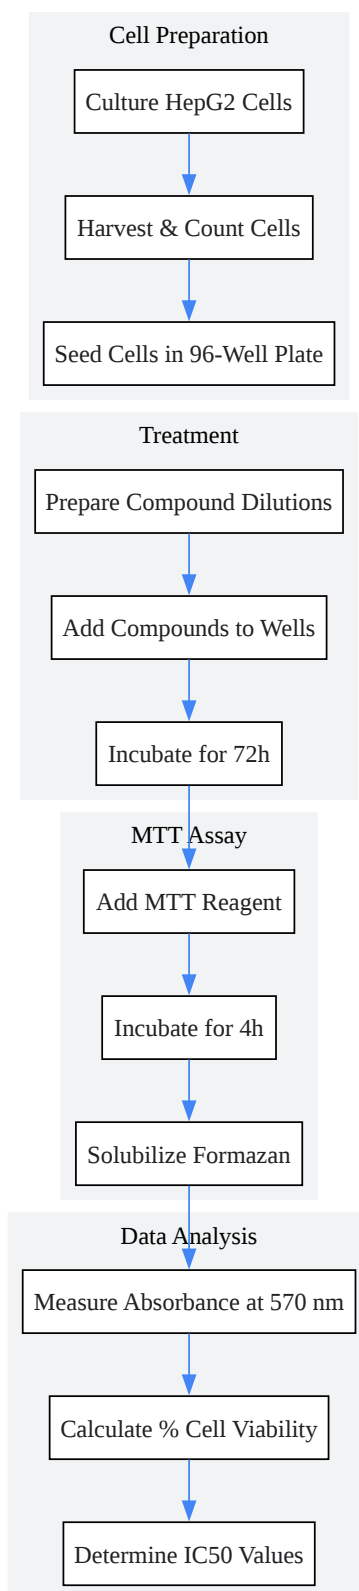 Cell Preparation
Culture HepG2 Cells
Harvest & Count Cells
Seed Cells in 96-Well Plate
Treatment
Prepare Compound Dilutions
Add Compounds to Wells
Incubate for 72h
MTT Assay
Add MTT Reagent
Incubate for 4h
Solubilize Formazan
Data Analysis
Measure Absorbance at 570 nm
Calculate % Cell Viability
Determine IC50 Values